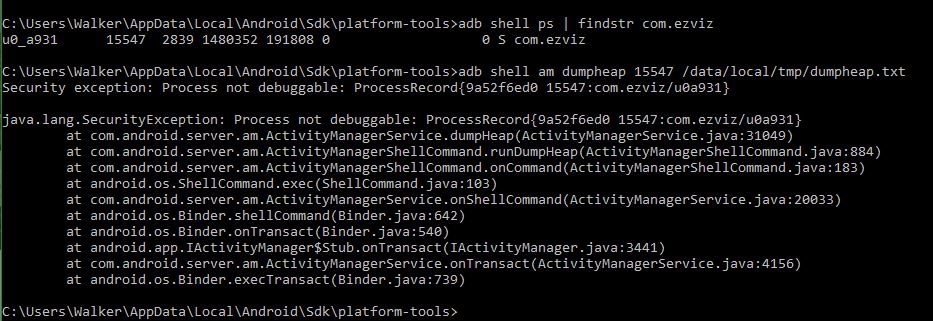 C:\Users\Walker\AppData\Local\Android\Sdk\platform-tools>adb shell ps | findstr com.ezviz
u0_a931      15547  2839 1480352 191808 0                   0 S com.ezviz
C:\Users\Walker\AppData\Local\Android\Sdk\platform-tools>adb shell am dumpheap 15547 /data/local/tmp/dumpheap.txt
Security exception: Process not debuggable: ProcessRecord{9a52f6ed0 15547:com.ezviz/u0a931}
java.lang.SecurityException: Process not debuggable: ProcessRecord{9a52f6ed0 15547:com.ezviz/u0a931}
        at com.android.server.am.ActivityManagerService.dumpHeap(ActivityManagerService.java:31049)
        at com.android.server.am.ActivityManagerShellCommand.runDumpHeap(ActivityManagerShellCommand.java:884)
        at com.android.server.am.ActivityManagerShellCommand.onCommand(ActivityManagerShellCommand.java:183)
        at android.os.ShellCommand.exec(ShellCommand.java:103)
        at com.android.server.am.ActivityManagerService.onShellCommand(ActivityManagerService.java:20033)
        at android.os.Binder.shellCommand(Binder.java:642)
        at android.os.Binder.onTransact(Binder.java:540)
        at android.app.IActivityManager$Stub.onTransact(IActivityManager.java:3441)
        at com.android.server.am.ActivityManagerService.onTransact(ActivityManagerService.java:4156)
        at android.os.Binder.execTransact(Binder.java:739)
C:\Users\Walker\AppData\Local\Android\Sdk\platform-tools>